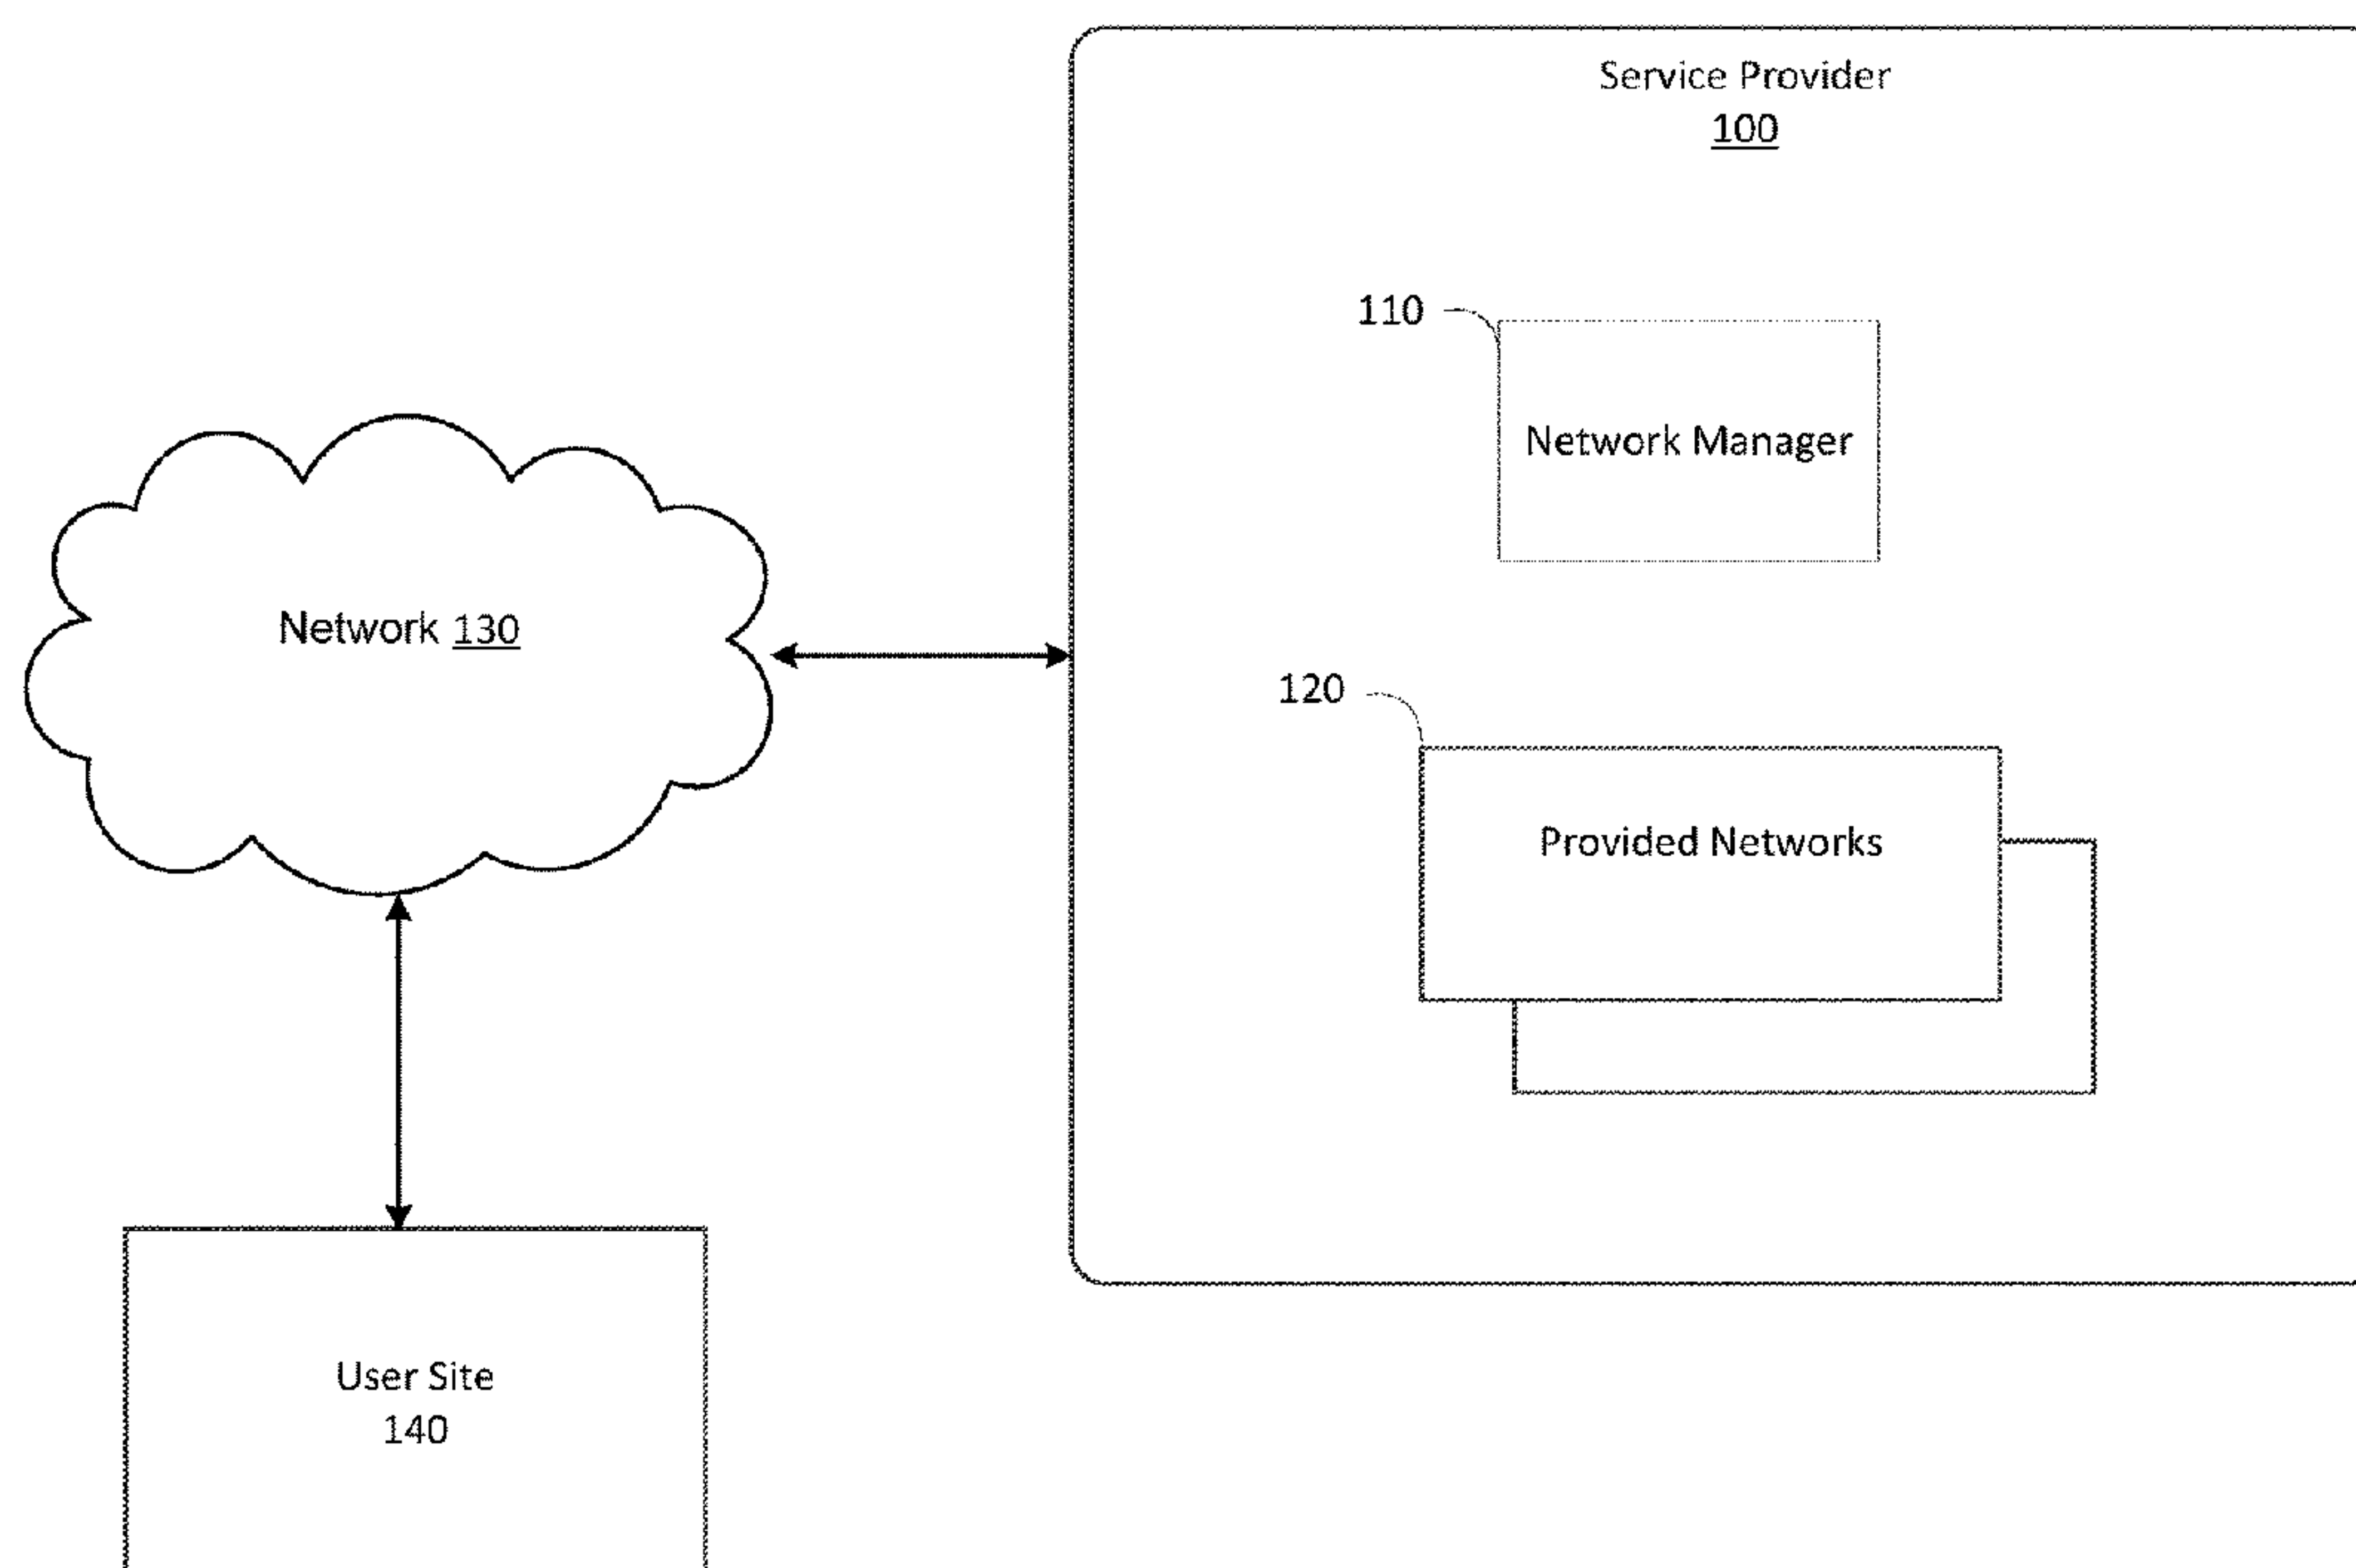 Service Provider
100
110
Network Manager
Network 130
120
Provided Networks
User Site
140